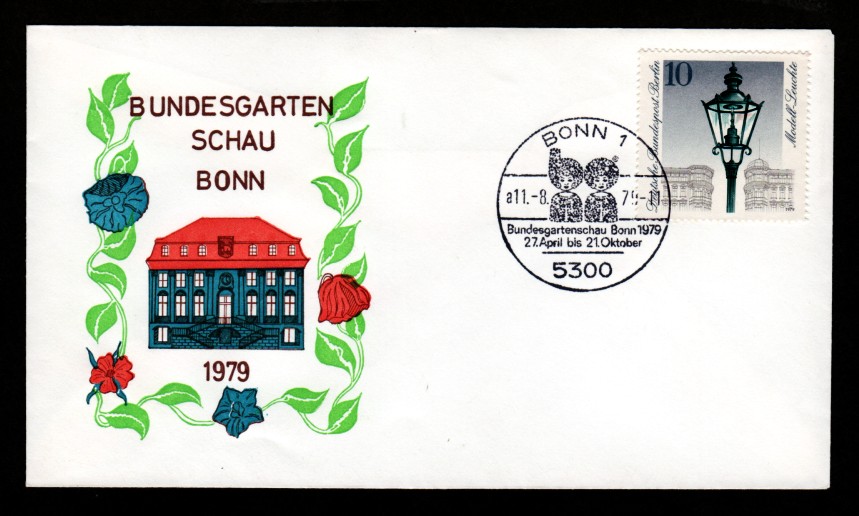 BUNDESGARTEN
SCHAU
BONN
1979
10
Deutsche Bundespost Berlin
Modell-Leuchte
1979
BONN 1
a11.-8. 79--
Bundesgartenschau Bonn 1979
27.April bis 21.Oktober
5300